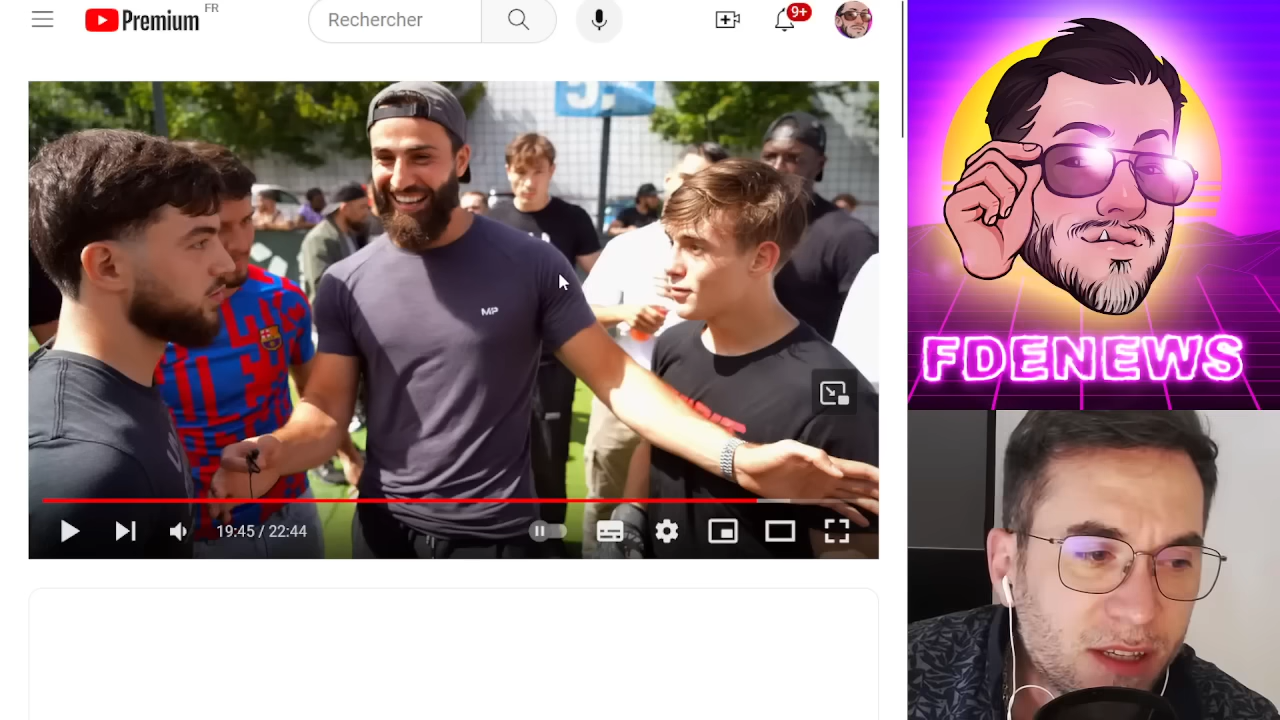 Premium
FR
Rechercher
9+
MP
19:45 / 22:44
FDENEWS